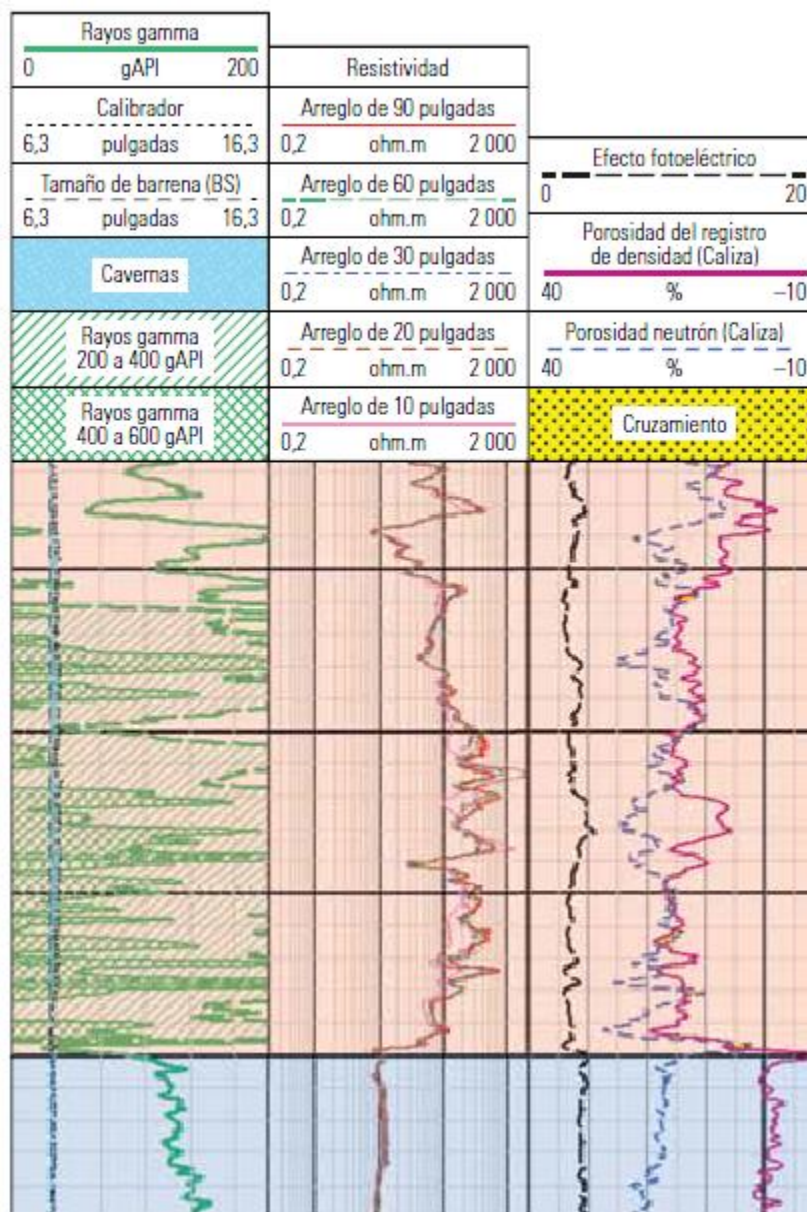 Rayos gamma
0 gAPI 200
Calibrador
6,3 pulgadas 16,3
Tamaño de barrena (BS)
6,3 pulgadas 16,3
Cavernas
Rayos gamma
200 a 400 gAPI
Rayos gamma
400 a 600 gAPI
Resistividad
Arreglo de 90 pulgadas
0,2 ohm.m 2 000
Arreglo de 60 pulgadas
0,2 ohm.m 2 000
Arreglo de 30 pulgadas
0,2 ohm.m 2 000
Arreglo de 20 pulgadas
0,2 ohm.m 2 000
Arreglo de 10 pulgadas
0,2 ohm.m 2 000
Efecto fotoeléctrico
0 20
Porosidad del registro
de densidad (Caliza)
40 % –10
Porosidad neutrón (Caliza)
40 % –10
Cruzamiento